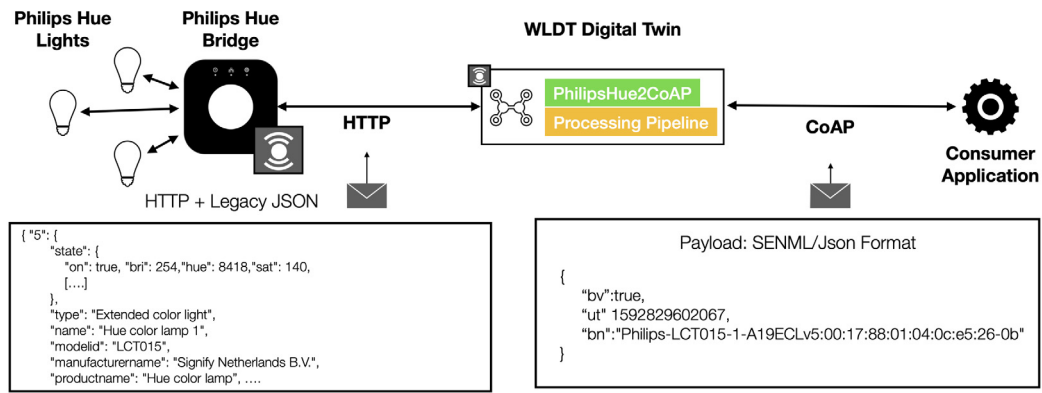 Philips Hue
Lights
Philips Hue
Bridge
WLDT Digital Twin
PhilipsHue2CoAP
Processing Pipeline
HTTP
CoAP
Consumer
Application
HTTP + Legacy JSON
{ "5": {
"state": {
"on": true, "bri": 254,"hue": 8418,"sat": 140,
[....]
},
"type": "Extended color light",
"name": "Hue color lamp 1",
"modelid": "LCT015",
"manufacturername": "Signify Netherlands B.V.",
"productname": "Hue color lamp”, ....
Payload: SENML/Json Format
{
“bv”:true,
“ut" 1592829602067,
“bn":"Philips-LCT015-1-A19ECLv5:00:17:88:01:04:0c:e5:26-0b"
}